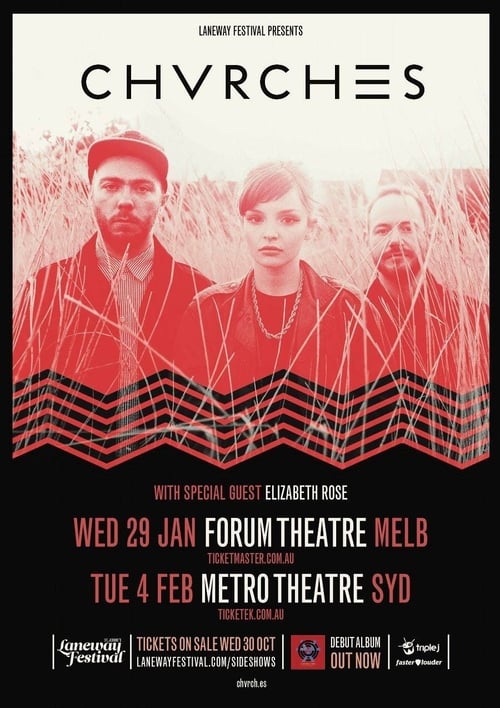 LANEWAY FESTIVAL PRESENTS
CHVRCHES
WITH SPECIAL GUEST ELIZABETH ROSE
WED 29 JAN FORUM THEATRE MELB
TICKETMASTER.COM.AU
TUE 4 FEB METRO THEATRE SYD
TICKETEK.COM.AU
ST. JEROME'S
Laneway
Festival
TICKETS ON SALE WED 30 OCT
LANEWAYFESTIVAL.COM/SIDESHOWS
DEBUT ALBUM
OUT NOW
triple j
faster louder
chvrch.es